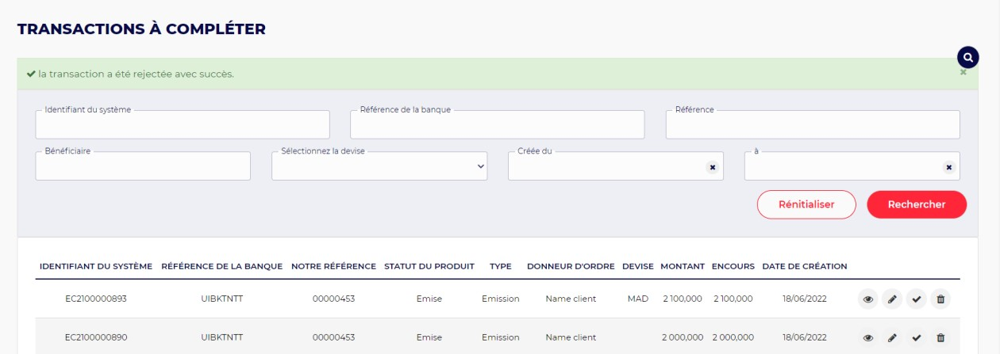 TRANSACTIONS À COMPLÉTER
la transaction a été rejectée avec succès.
Identifiant du système Référence de la banque Référence
Bénéficiaire Sélectionnez la devise Créée du à
Rénitialiser Rechercher
IDENTIFIANT DU SYSTÈME RÉFÉRENCE DE LA BANQUE NOTRE RÉFÉRENCE STATUT DU PRODUIT TYPE DONNEUR D'ORDRE DEVISE MONTANT ENCOURS DATE DE CRÉATION
EC2100000893 UIBKTNTT 00000453 Emise Emission Name client MAD 2 100,000 2 100,000 18/06/2022
EC2100000890 UIBKTNTT 00000453 Emise Emission Name client 2 000,000 2 000,000 18/06/2022